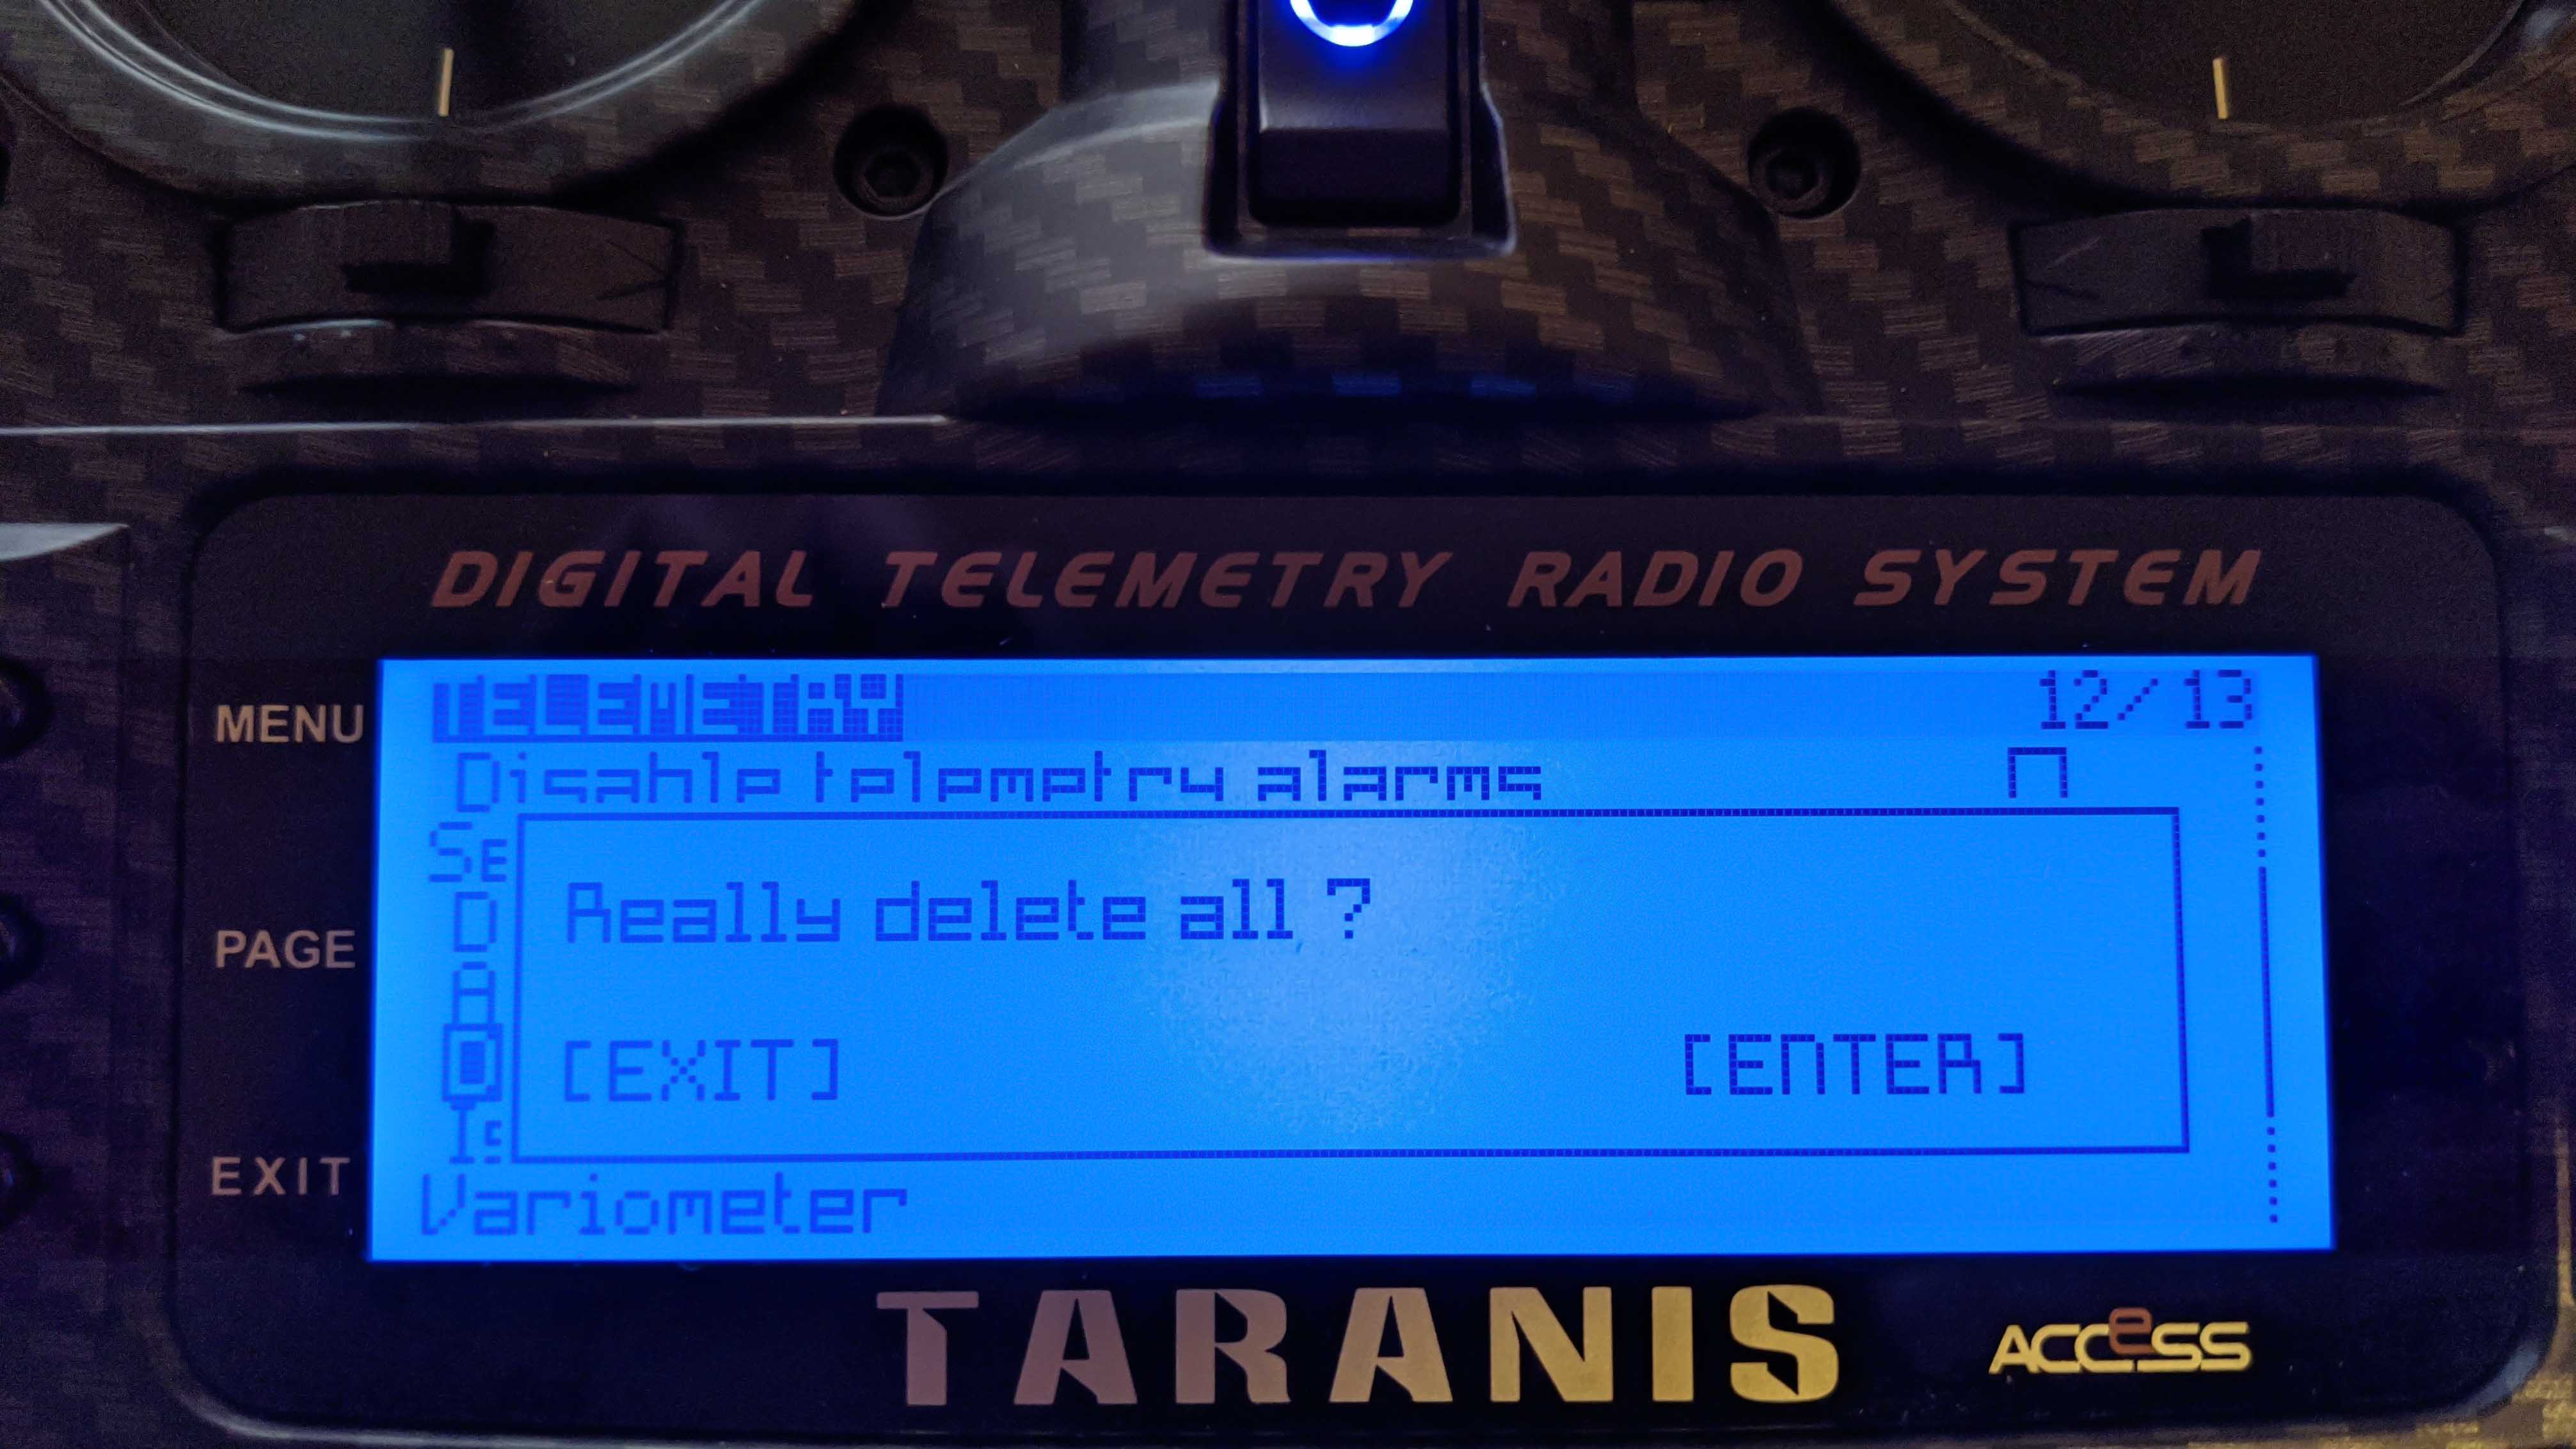 DIGITAL TELEMETRY RADIO SYSTEM
MENU
TELEMETRY 12/13
Disable telemetry alarms
Se
D
Really delete all ?
PAGE
A
[EXIT] [ENTER]
D
EXIT
Variometer
TARANIS
ACCeSS